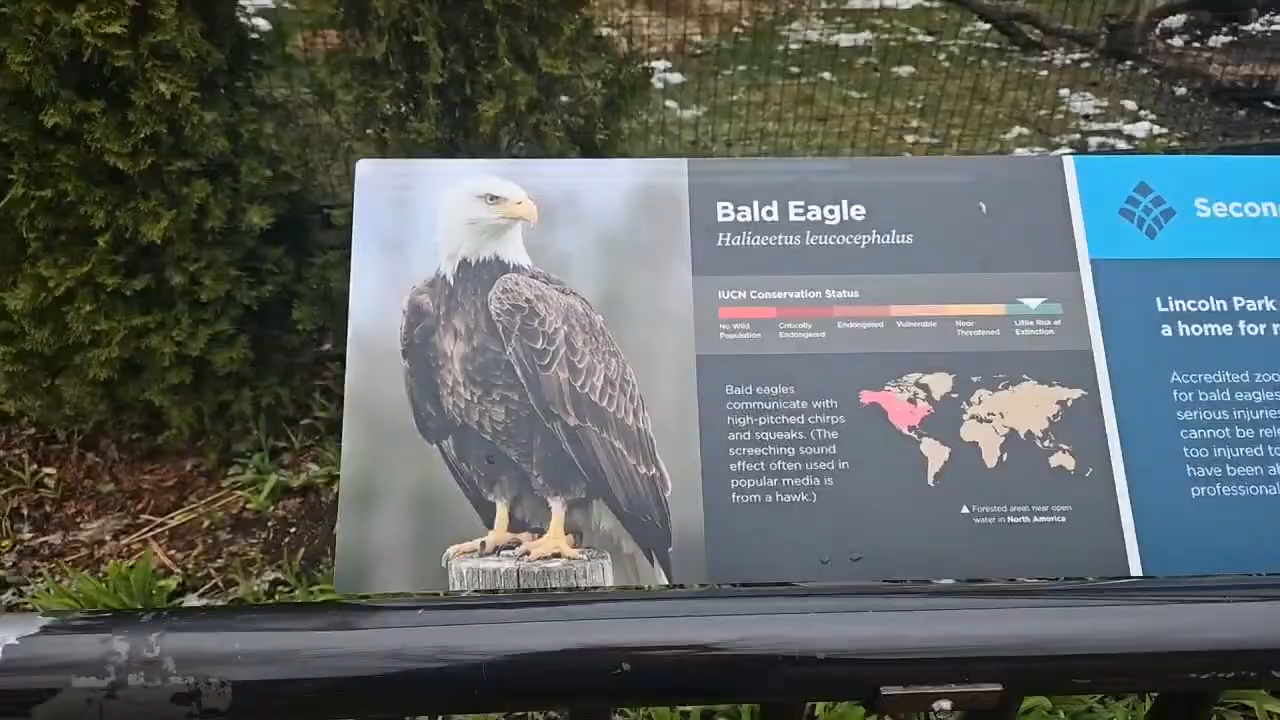 Bald Eagle
Haliaeetus leucocephalus
IUCN Conservation Status
No Wild
Population
Critically
Endangered
Endangered
Vulnerable
Near
Threatened
Little Risk of
Extinction
Bald eagles
communicate with
high-pitched chirps
and squeaks. (The
screeching sound
effect often used in
popular media is
from a hawk.)
Forested areas near open
water in North America
Secon
Lincoln Park
a home for
Accredited zoo
for bald eagles
serious injurie
cannot be rele
too injured to
have been ab
professional